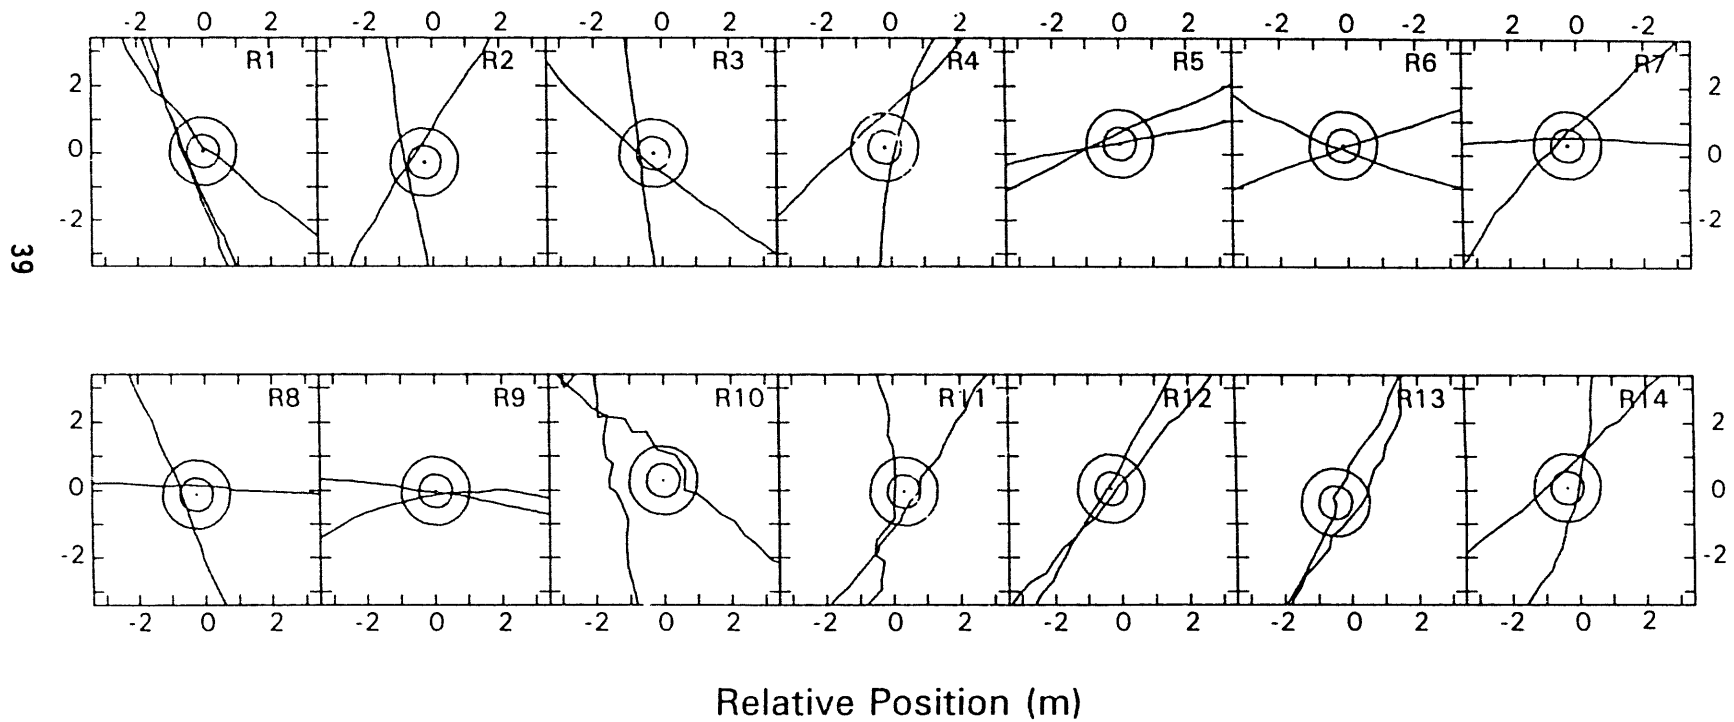 -2 0 2 -2 0 2 -2 0 2 -2 0 2 -2 0 2 -2 0 -2 2 0 -2
R1 R2 R3 R4 R5 R6 R7
2 2
0 0
-2 -2
39
R8 R9 R10 R11 R12 R13 R14
2 2
0 0
-2 -2
-2 0 2 -2 0 2 -2 0 2 -2 0 2 -2 0 2 -2 0 2 -2 0 2
Relative Position (m)